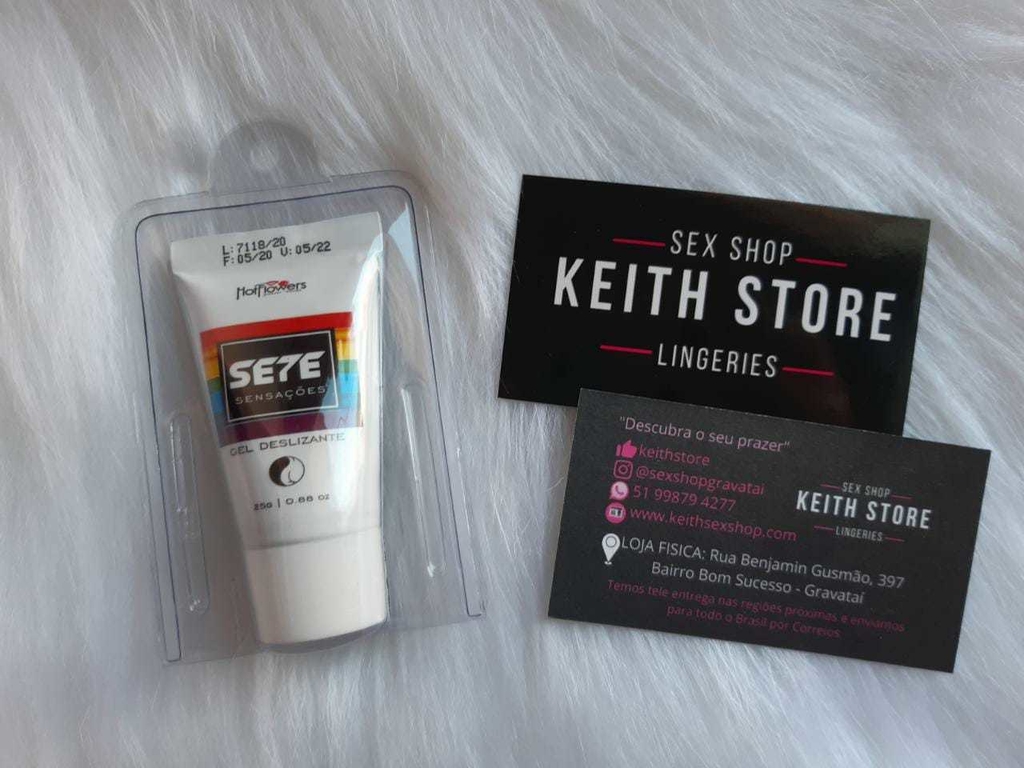 L:7118/20
F:05/20 V:05/22
HotFlowers
SE7E
SENSAÇÕES
GEL DESLIZANTE
25G | 0.88 oz
SEX SHOP
KEITH STORE
LINGERIES
"Descubra o seu prazer"
keithstore
@sexshopgravatai
51 99879 4277
www.keithsexshop.com
LOJA FISICA: Rua Benjamin Gusmão, 397
Bairro Bom Sucesso - Gravataí
Temos tele entrega nas regiões próximas e enviamos
para todo o Brasil por Correios
SEX SHOP
KEITH STORE
LINGERIES